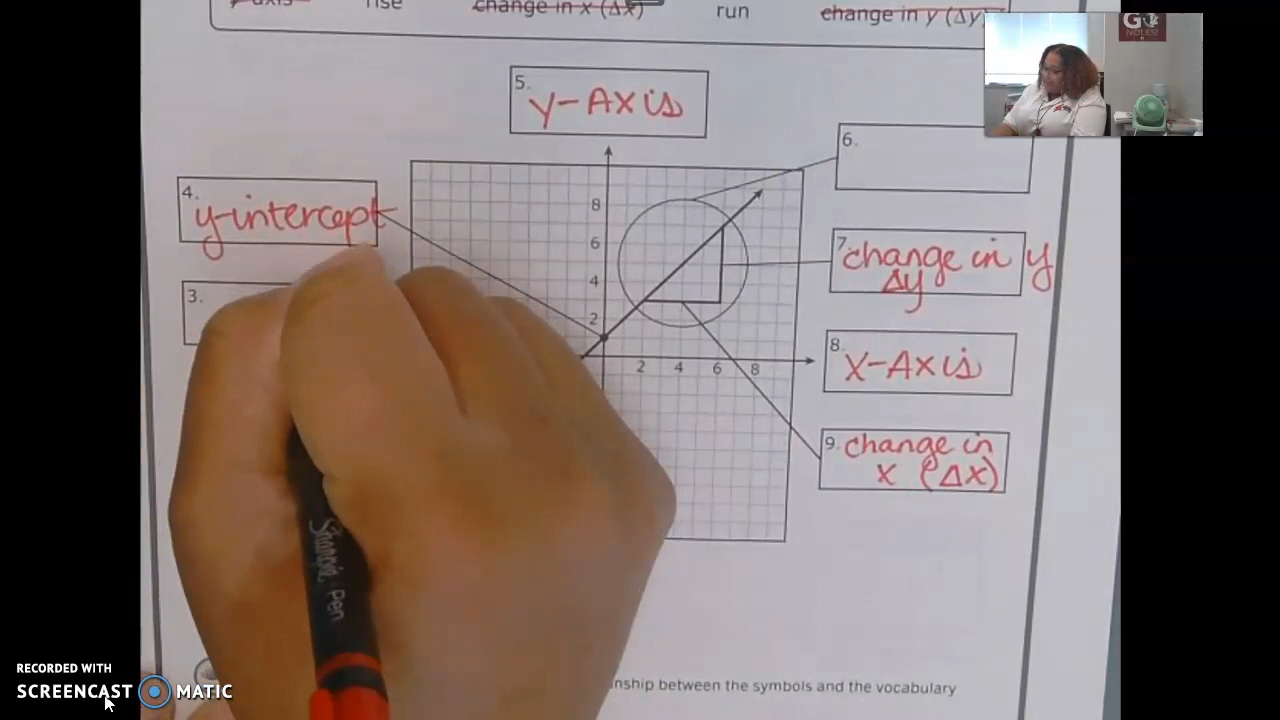 rise change in x (Δx) run change in y (Δy)
GO
NOLES!
5.
y-Axis
6.
4.
y-intercept
8
7.
change in y
Δy
6
4
3.
2
8.
x-Axis
2 4 6 8
9.
change in
x (Δx)
Sharpie Pen
RECORDED WITH
SCREENCAST MATIC
nship between the symbols and the vocabulary